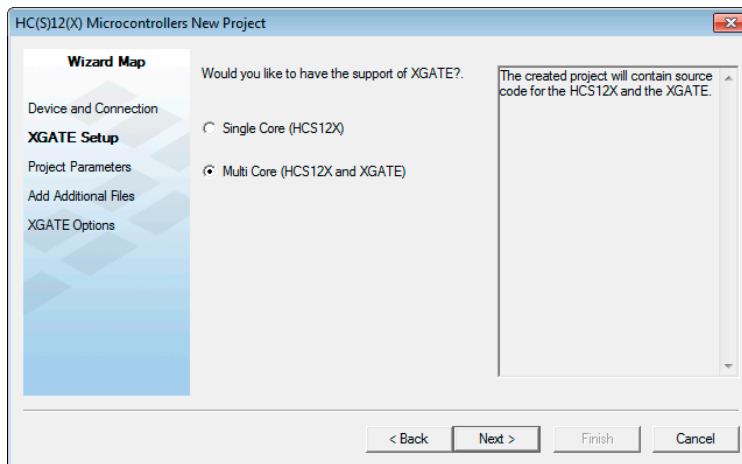 HC(S)12(X) Microcontrollers New Project
Wizard Map
Device and Connection
XGATE Setup
Project Parameters
Add Additional Files
XGATE Options
Would you like to have the support of XGATE?.
Single Core (HCS12X)
Multi Core (HCS12X and XGATE)
The created project will contain source
code for the HCS12X and the XGATE.
< Back
Next >
Finish
Cancel